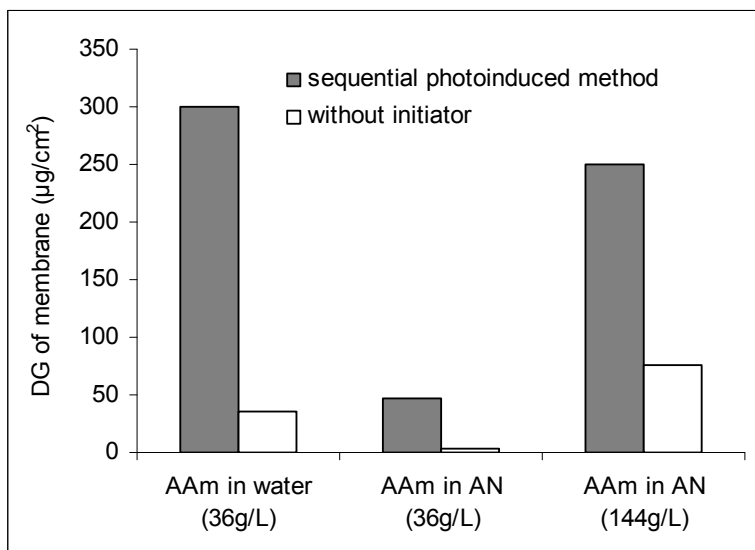 350
300
250
200
150
100
50
0
DG of membrane (µg/cm²)
sequential photoinduced method
without initiator
AAm in water
(36g/L)
AAm in AN
(36g/L)
AAm in AN
(144g/L)